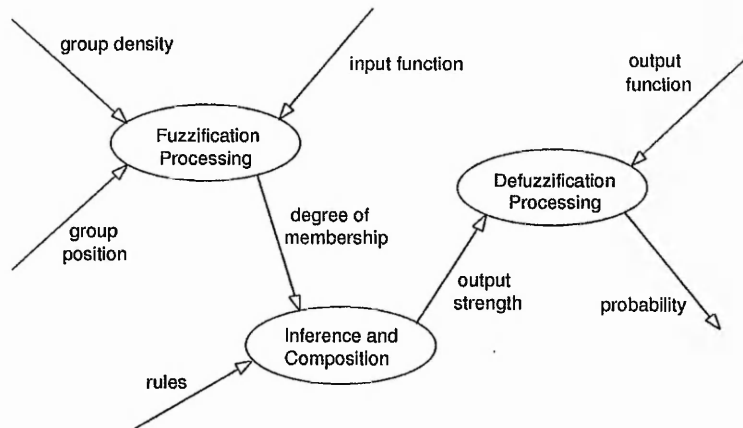 group density
input function
output
function
Fuzzification
Processing
Defuzzification
Processing
group
position
degree of
membership
output
strength
probability
Inference and
Composition
rules